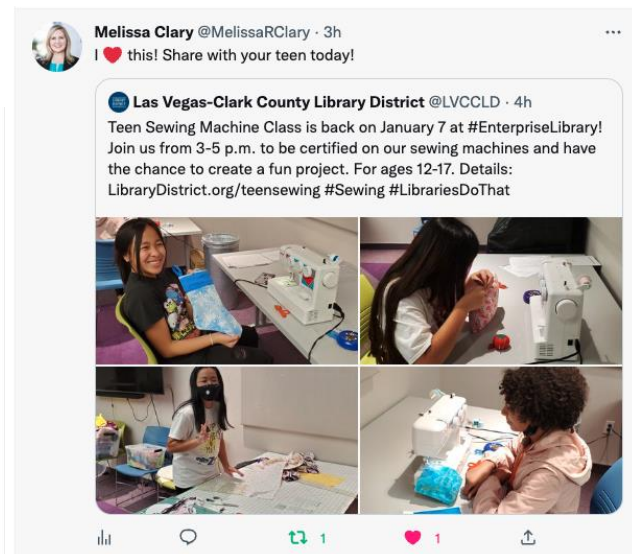 Melissa Clary @MelissaRClary · 3h
I ❤️ this! Share with your teen today!
Las Vegas-Clark County Library District @LVCCLD · 4h
Teen Sewing Machine Class is back on January 7 at #EnterpriseLibrary!
Join us from 3-5 p.m. to be certified on our sewing machines and have
the chance to create a fun project. For ages 12-17. Details:
LibraryDistrict.org/teensewing #Sewing #LibrariesDoThat
1 1